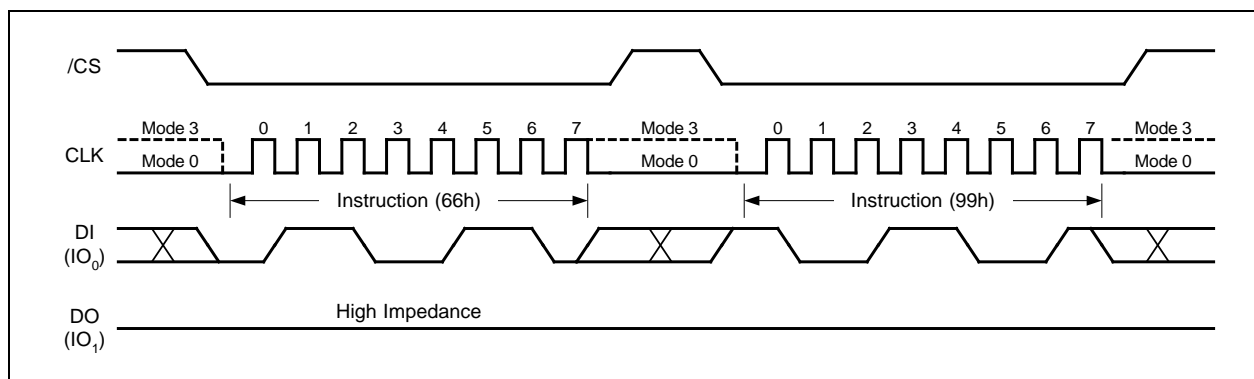 /CS
CLK
Mode 3
Mode 0
0 1 2 3 4 5 6 7
Mode 3
Mode 0
0 1 2 3 4 5 6 7
Mode 3
Mode 0
Instruction (66h)
Instruction (99h)
DI
(IO0)
High Impedance
DO
(IO1)